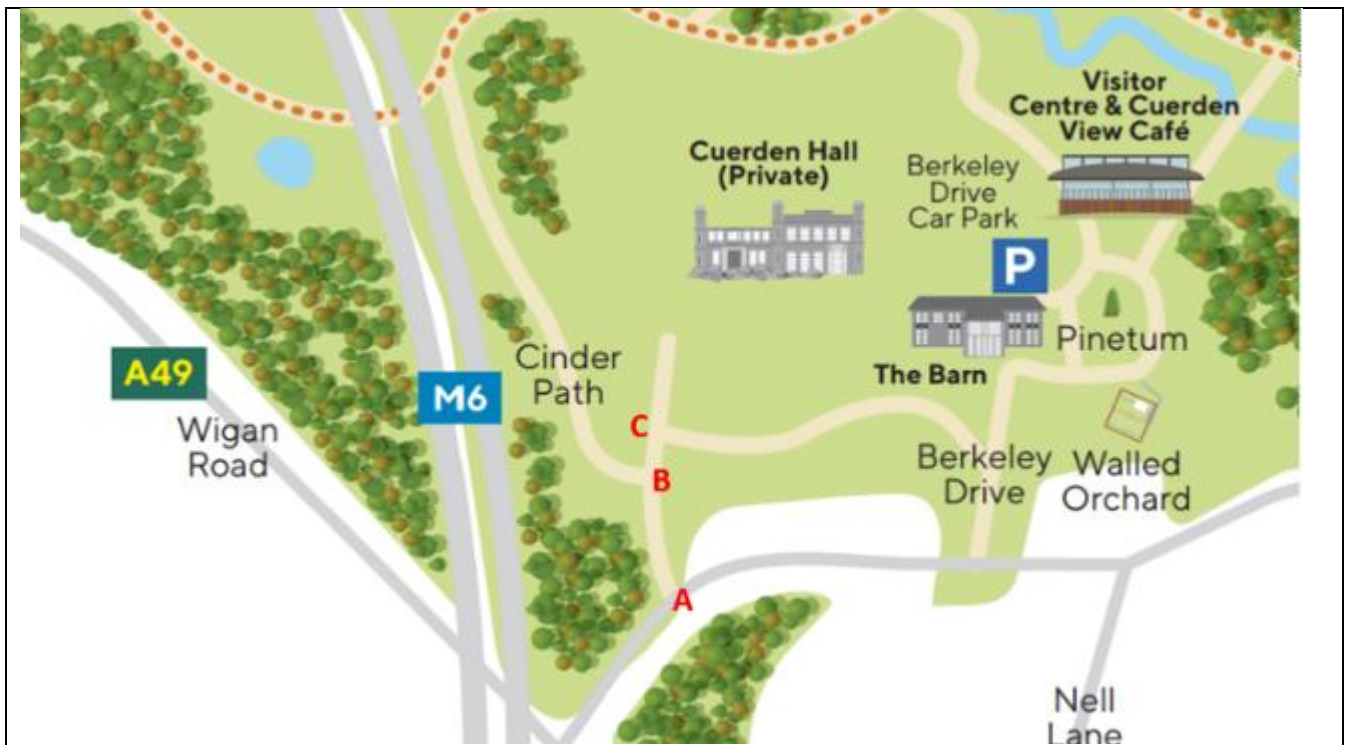 Visitor
Centre & Cuerden
View Café
Cuerden Hall
(Private)
Berkeley
Drive
Car Park
P
Pinetum
The Barn
Cinder
Path
A49
M6
Wigan
Road
C
B
Berkeley
Drive
Walled
Orchard
A
Nell
Lane